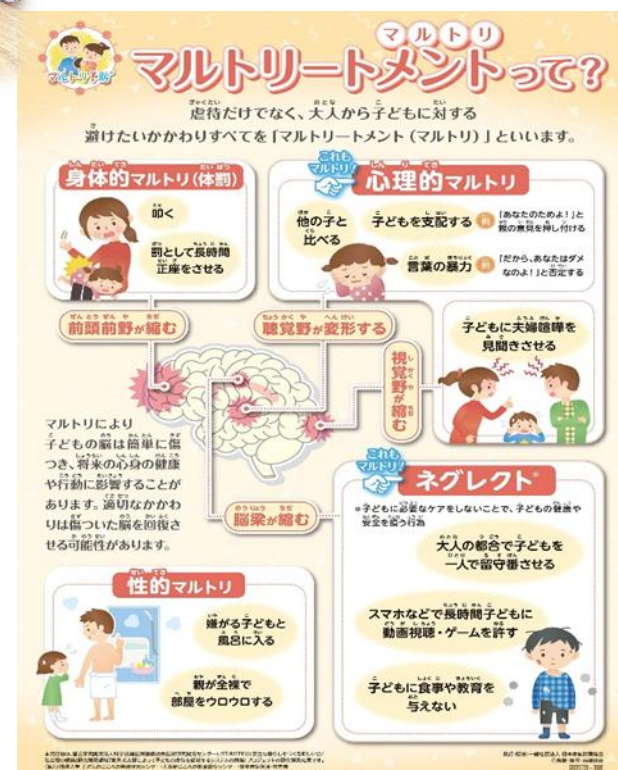 マルトリ予防
マルトリ
マルトリートメントって？
虐待だけでなく、大人から子どもに対する
避けたいかかわりすべてを「マルトリートメント（マルトリ）」といいます。
身体的マルトリ（体罰）
叩く
罰として長時間
正座をさせる
これも
マルトリ！
心理的マルトリ
他の子と
比べる
子どもを支配する
例
「あなたのためよ！」と
親の意見を押し付ける
言葉の暴力
例
「だから、あなたはダメ
なのよ！」と否定する
前頭前野が縮む
聴覚野が変形する
視覚野が縮む
子どもに夫婦喧嘩を
見聞きさせる
マルトリにより
子どもの脳は簡単に傷
つき、将来の心身の健康
や行動に影響することが
あります。適切なかかわ
りは傷ついた脳を回復さ
せる可能性があります。
脳梁が縮む
これも
マルトリ！
ネグレクト*
*子どもに必要なケアをしないことで、子どもの健康や
安全を損う行為
大人の都合で子どもを
一人で留守番させる
スマホなどで長時間子どもに
動画視聴・ゲームを許す
子どもに食事や教育を
与えない
性的マルトリ
嫌がる子どもと
風呂に入る
親が全裸で
部屋をウロウロする